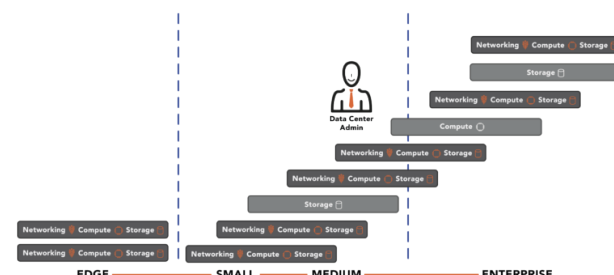 Networking Compute Storage
Storage
Networking Compute Storage
Data Center
Admin
Compute
Networking Compute Storage
Networking Compute Storage
Storage
Networking Compute Storage
Networking Compute Storage
Networking Compute Storage
Networking Compute Storage
EDGE SMALL MEDIUM ENTERPRISE